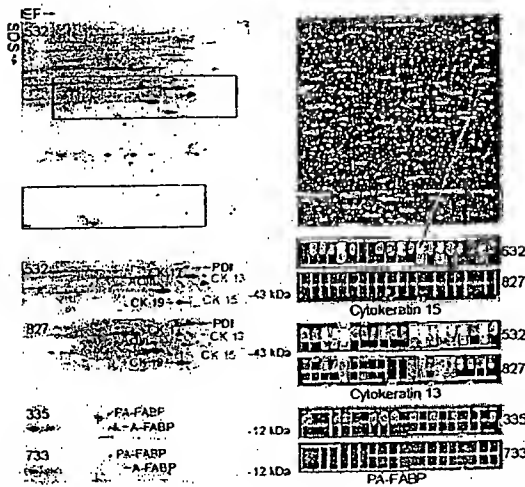 IEF→
SDS→
532
532
CK 17
PDI
CK 13
CK 19
CK 15
-43 kDa
827
PDI
CK 13
CK 15
-43 kDa
335
PA-FABP
A-FABP
-12 kDa
733
PA-FABP
A-FABP
-12 kDa
532
827
Cytokeratin 15
532
827
Cytokeratin 13
335
733
PA-FABP